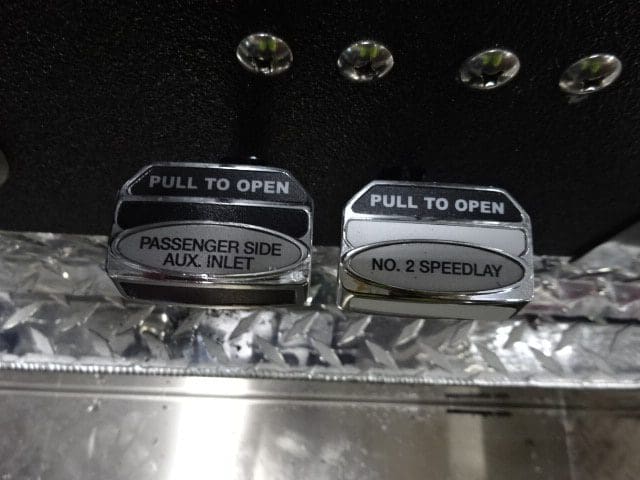 PULL TO OPEN
PASSENGER SIDE
AUX. INLET
PULL TO OPEN
NO. 2 SPEEDLAY